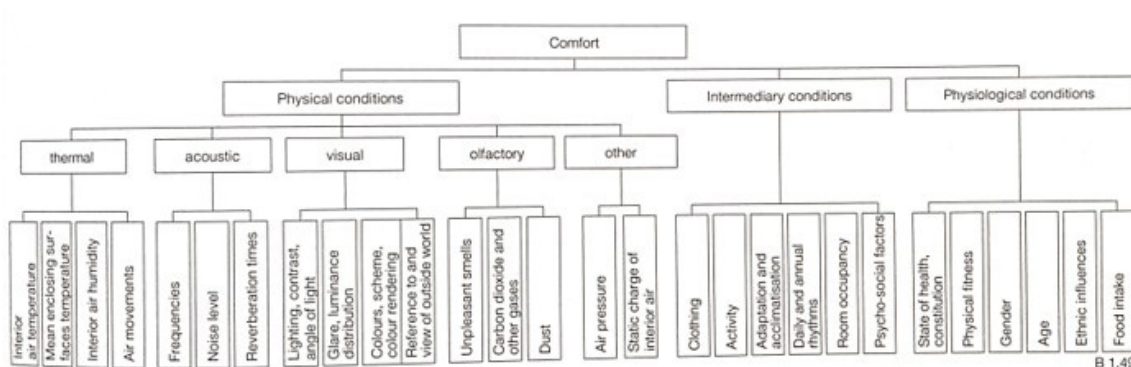 Comfort
Physical conditions
Intermediary conditions
Physiological conditions
thermal
acoustic
visual
olfactory
other
Interior
air temperature
Mean enclosing sur-
faces temperature
Interior air humidity
Air movements
Frequencies
Noise level
Reverberation times
Lighting, contrast,
angle of light
Glare, luminance
distribution
Colours, scheme,
colour rendering
Reference to and
view of outside world
Unpleasant smells
Carbon dioxide and
other gases
Dust
Air pressure
Static charge of
interior air
Clothing
Activity
Adaptation and
acclimatisation
Daily and annual
rhythms
Room occupancy
Psycho-social factors
State of health,
constitution
Physical fitness
Gender
Age
Ethnic influences
Food intake
B 1.49